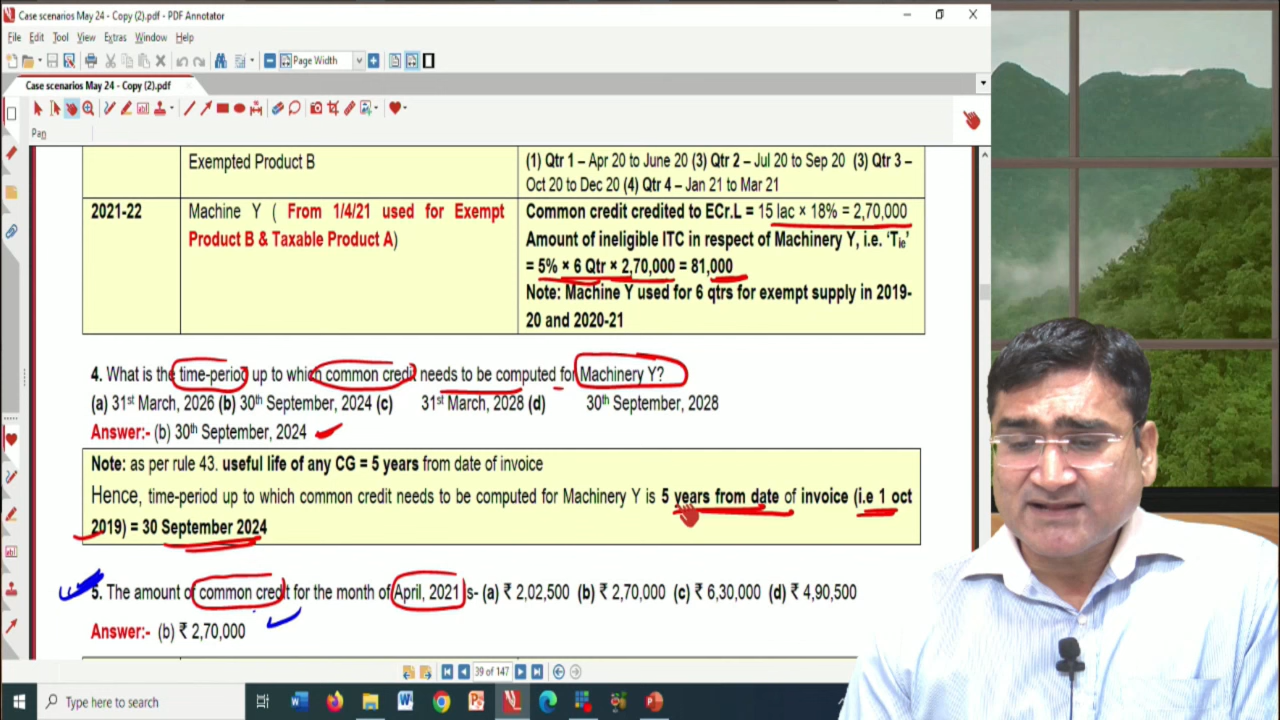 Case scenarios May 24 - Copy (2).pdf - PDF Annotator
File Edit Tool View Extras Window Help
Page Width
Case scenarios May 24 - Copy (2).pdf
Pan
Exempted Product B
(1) Qtr 1 – Apr 20 to June 20 (3) Qtr 2 – Jul 20 to Sep 20 (3) Qtr 3 –
Oct 20 to Dec 20 (4) Qtr 4 – Jan 21 to Mar 21
2021-22
Machine Y ( From 1/4/21 used for Exempt
Product B & Taxable Product A)
Common credit credited to ECr.L = 15 lac × 18% = 2,70,000
Amount of ineligible ITC in respect of Machinery Y, i.e. ‘Tie’
= 5% × 6 Qtr × 2,70,000 = 81,000
Note: Machine Y used for 6 qtrs for exempt supply in 2019-
20 and 2020-21
4. What is the time-period up to which common credit needs to be computed for Machinery Y?
(a) 31st March, 2026 (b) 30th September, 2024 (c) 31st March, 2028 (d) 30th September, 2028
Answer:- (b) 30th September, 2024
Note: as per rule 43. useful life of any CG = 5 years from date of invoice
Hence, time-period up to which common credit needs to be computed for Machinery Y is 5 years from date of invoice (i.e 1 oct
2019) = 30 September 2024
5. The amount of common credit for the month of April, 2021 is- (a) ₹ 2,02,500 (b) ₹ 2,70,000 (c) ₹ 6,30,000 (d) ₹ 4,90,500
Answer:- (b) ₹ 2,70,000
39 of 147
Type here to search